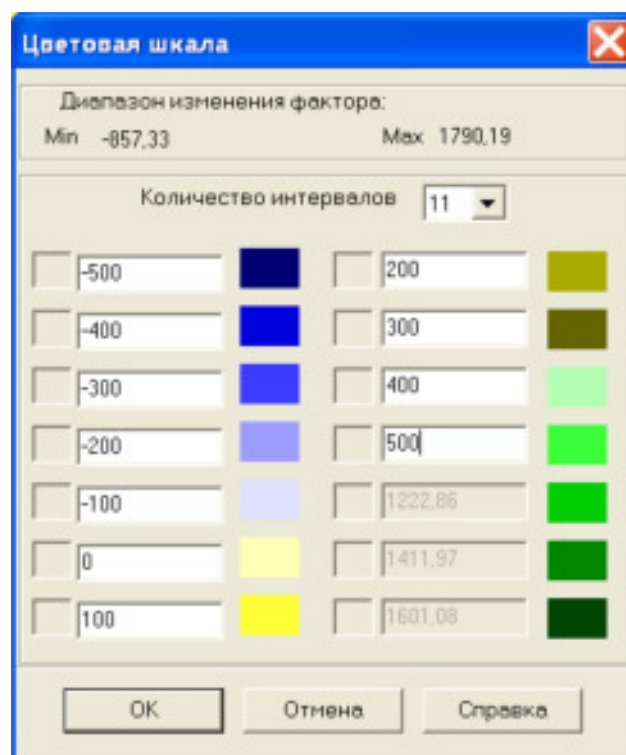 Цветовая шкала
Диапазон изменения фактора:
Min -857,33 Max 1790,19
Количество интервалов 11
-500 200
-400 300
-300 400
-200 500
-100 1222,86
0 1411,97
100 1601,08
OK Отмена Справка